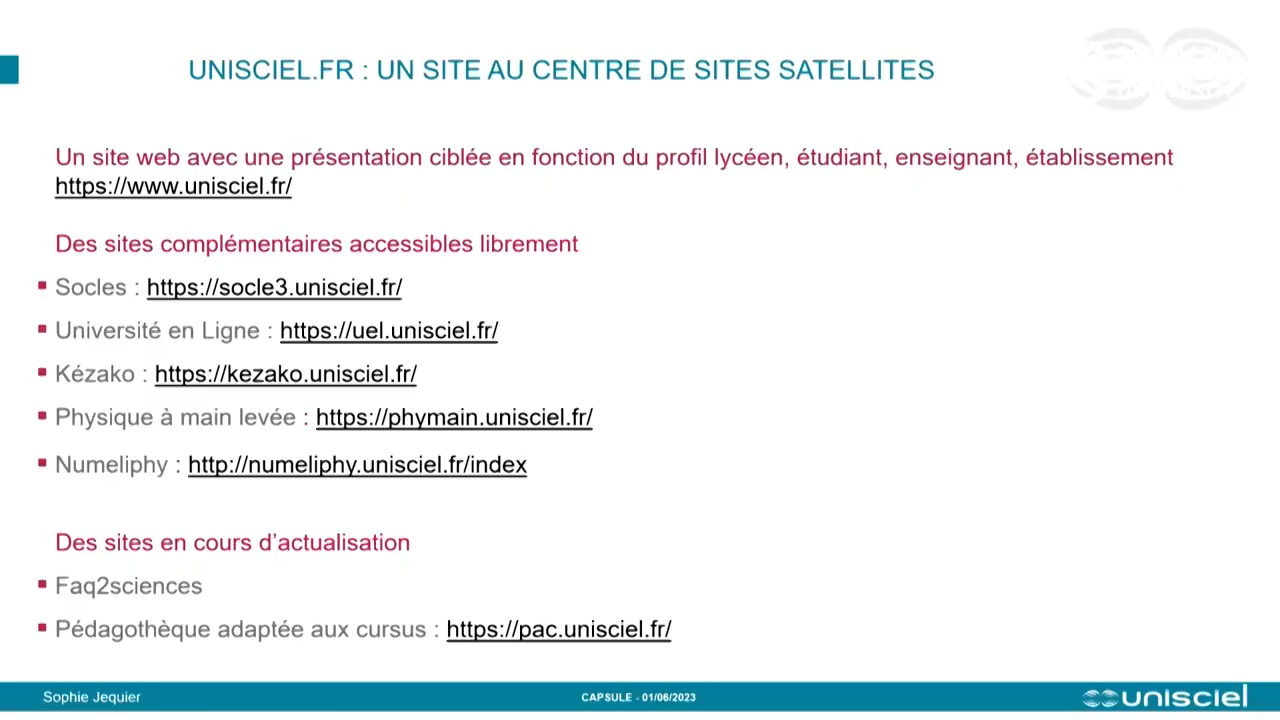 UNISCIEL.FR : UN SITE AU CENTRE DE SITES SATELLITES
Un site web avec une présentation ciblée en fonction du profil lycéen, étudiant, enseignant, établissement
https://www.unisciel.fr/
Des sites complémentaires accessibles librement
Socles : https://socle3.unisciel.fr/
Université en Ligne : https://uel.unisciel.fr/
Kézako : https://kezako.unisciel.fr/
Physique à main levée : https://phymain.unisciel.fr/
Numeliphy : http://numeliphy.unisciel.fr/index
Des sites en cours d’actualisation
Faq2sciences
Pédagothèque adaptée aux cursus : https://pac.unisciel.fr/
Sophie Jequier
CAPSULE - 01/06/2023
unisciel